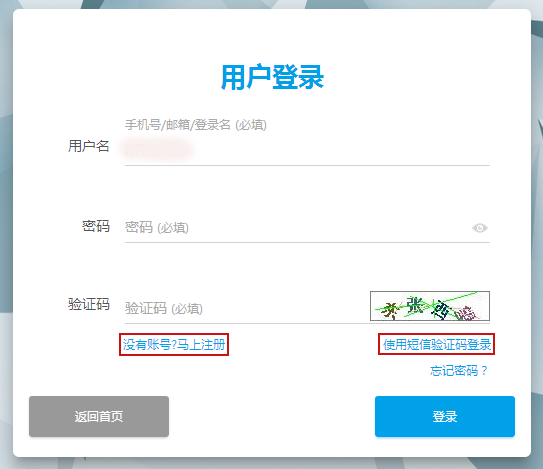 用户登录
手机号/邮箱/登录名 (必填)
用户名
密码 密码 (必填)
验证码 验证码 (必填)
没有账号?马上注册 使用短信验证码登录
忘记密码？
返回首页 登录